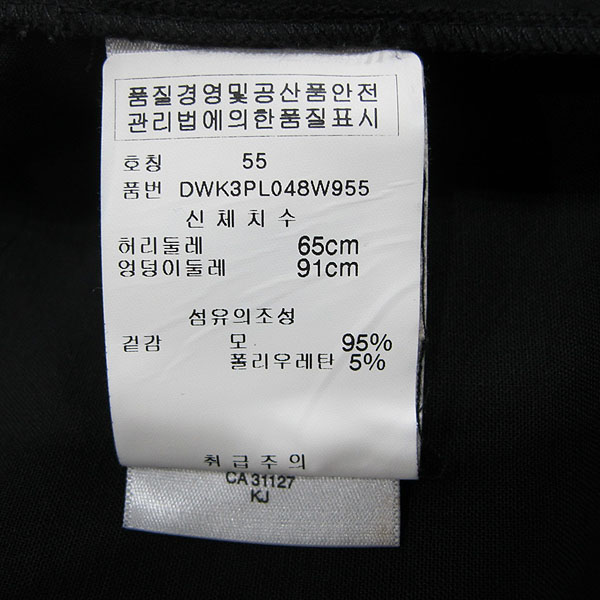 품질경영및공산품안전
관리법에의한품질표시
호칭 55
품번 DWK3PL048W955
신체치수
허리둘레 65cm
엉덩이둘레 91cm
섬유의조성
겉감 모 95%
폴리우레탄 5%
취급주의
CA 31127
KJ